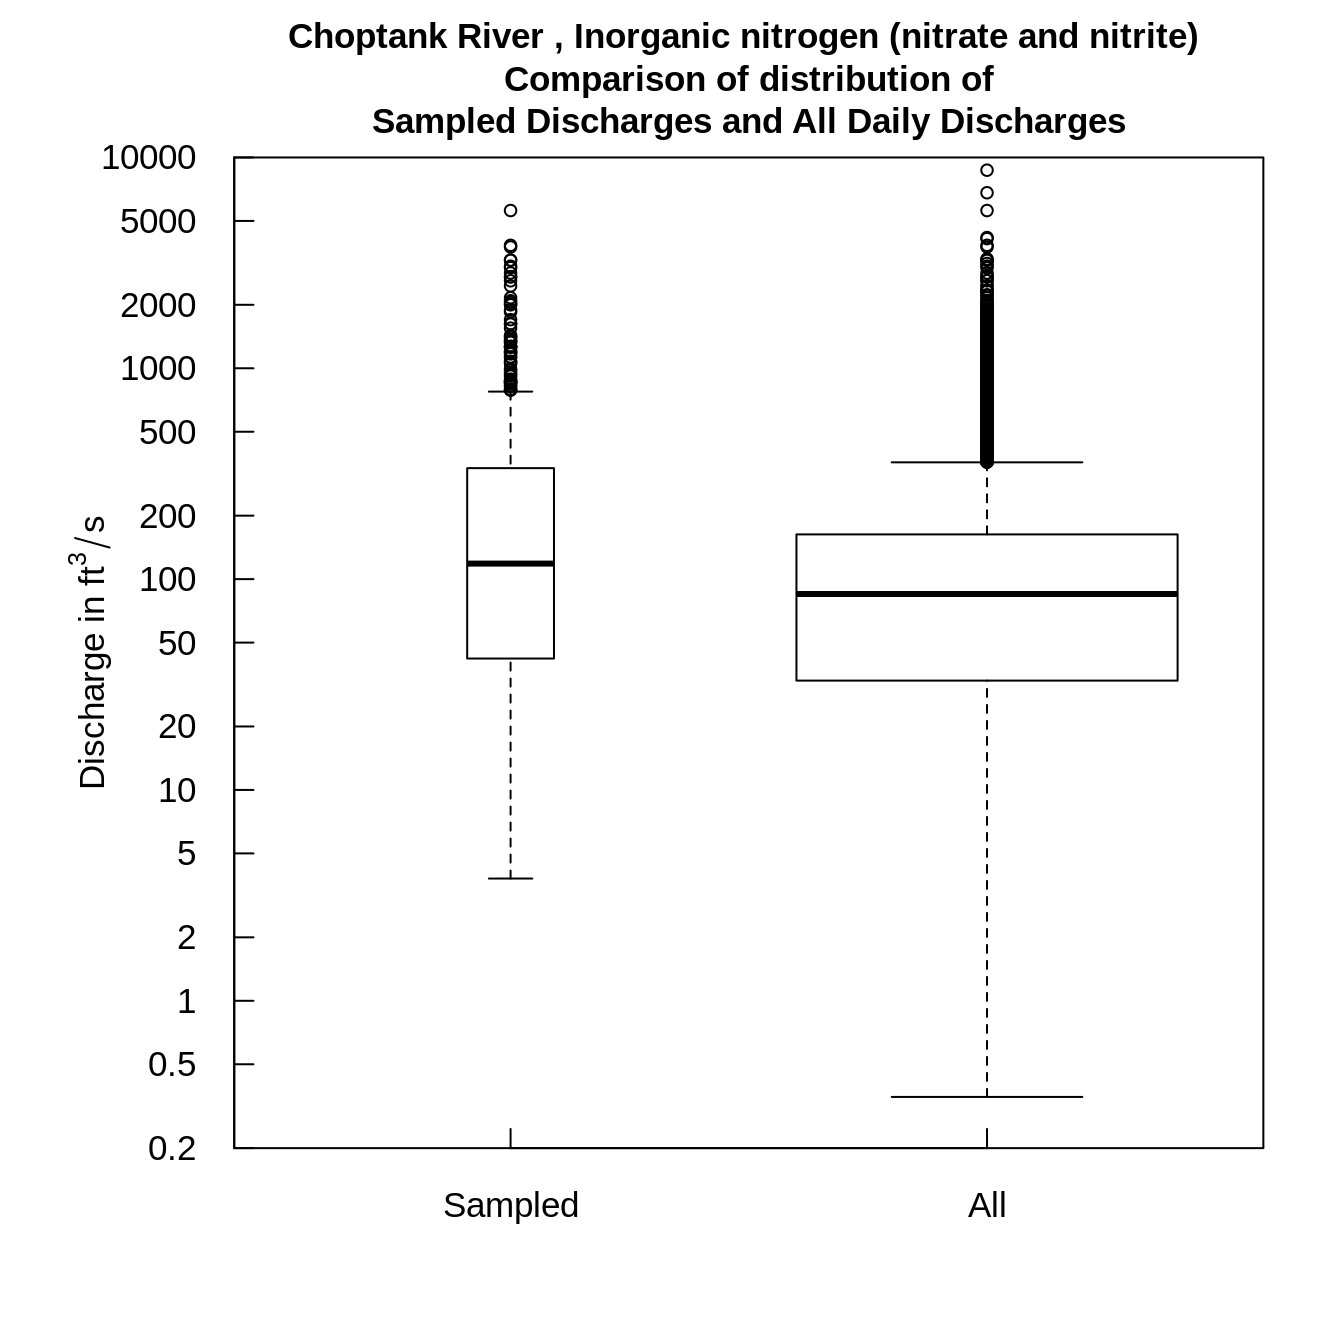 Choptank River , Inorganic nitrogen (nitrate and nitrite)
Comparison of distribution of
Sampled Discharges and All Daily Discharges
Discharge in ft³/s
10000
5000
2000
1000
500
200
100
50
20
10
5
2
1
0.5
0.2
Sampled
All